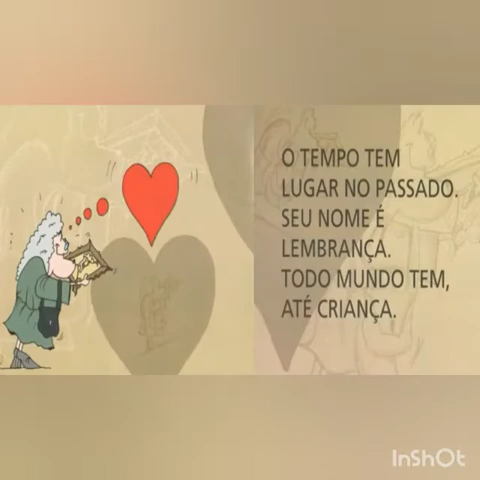 O TEMPO TEM
LUGAR NO PASSADO.
SEU NOME É
LEMBRANÇA.
TODO MUNDO TEM,
ATÉ CRIANÇA.
InShOt